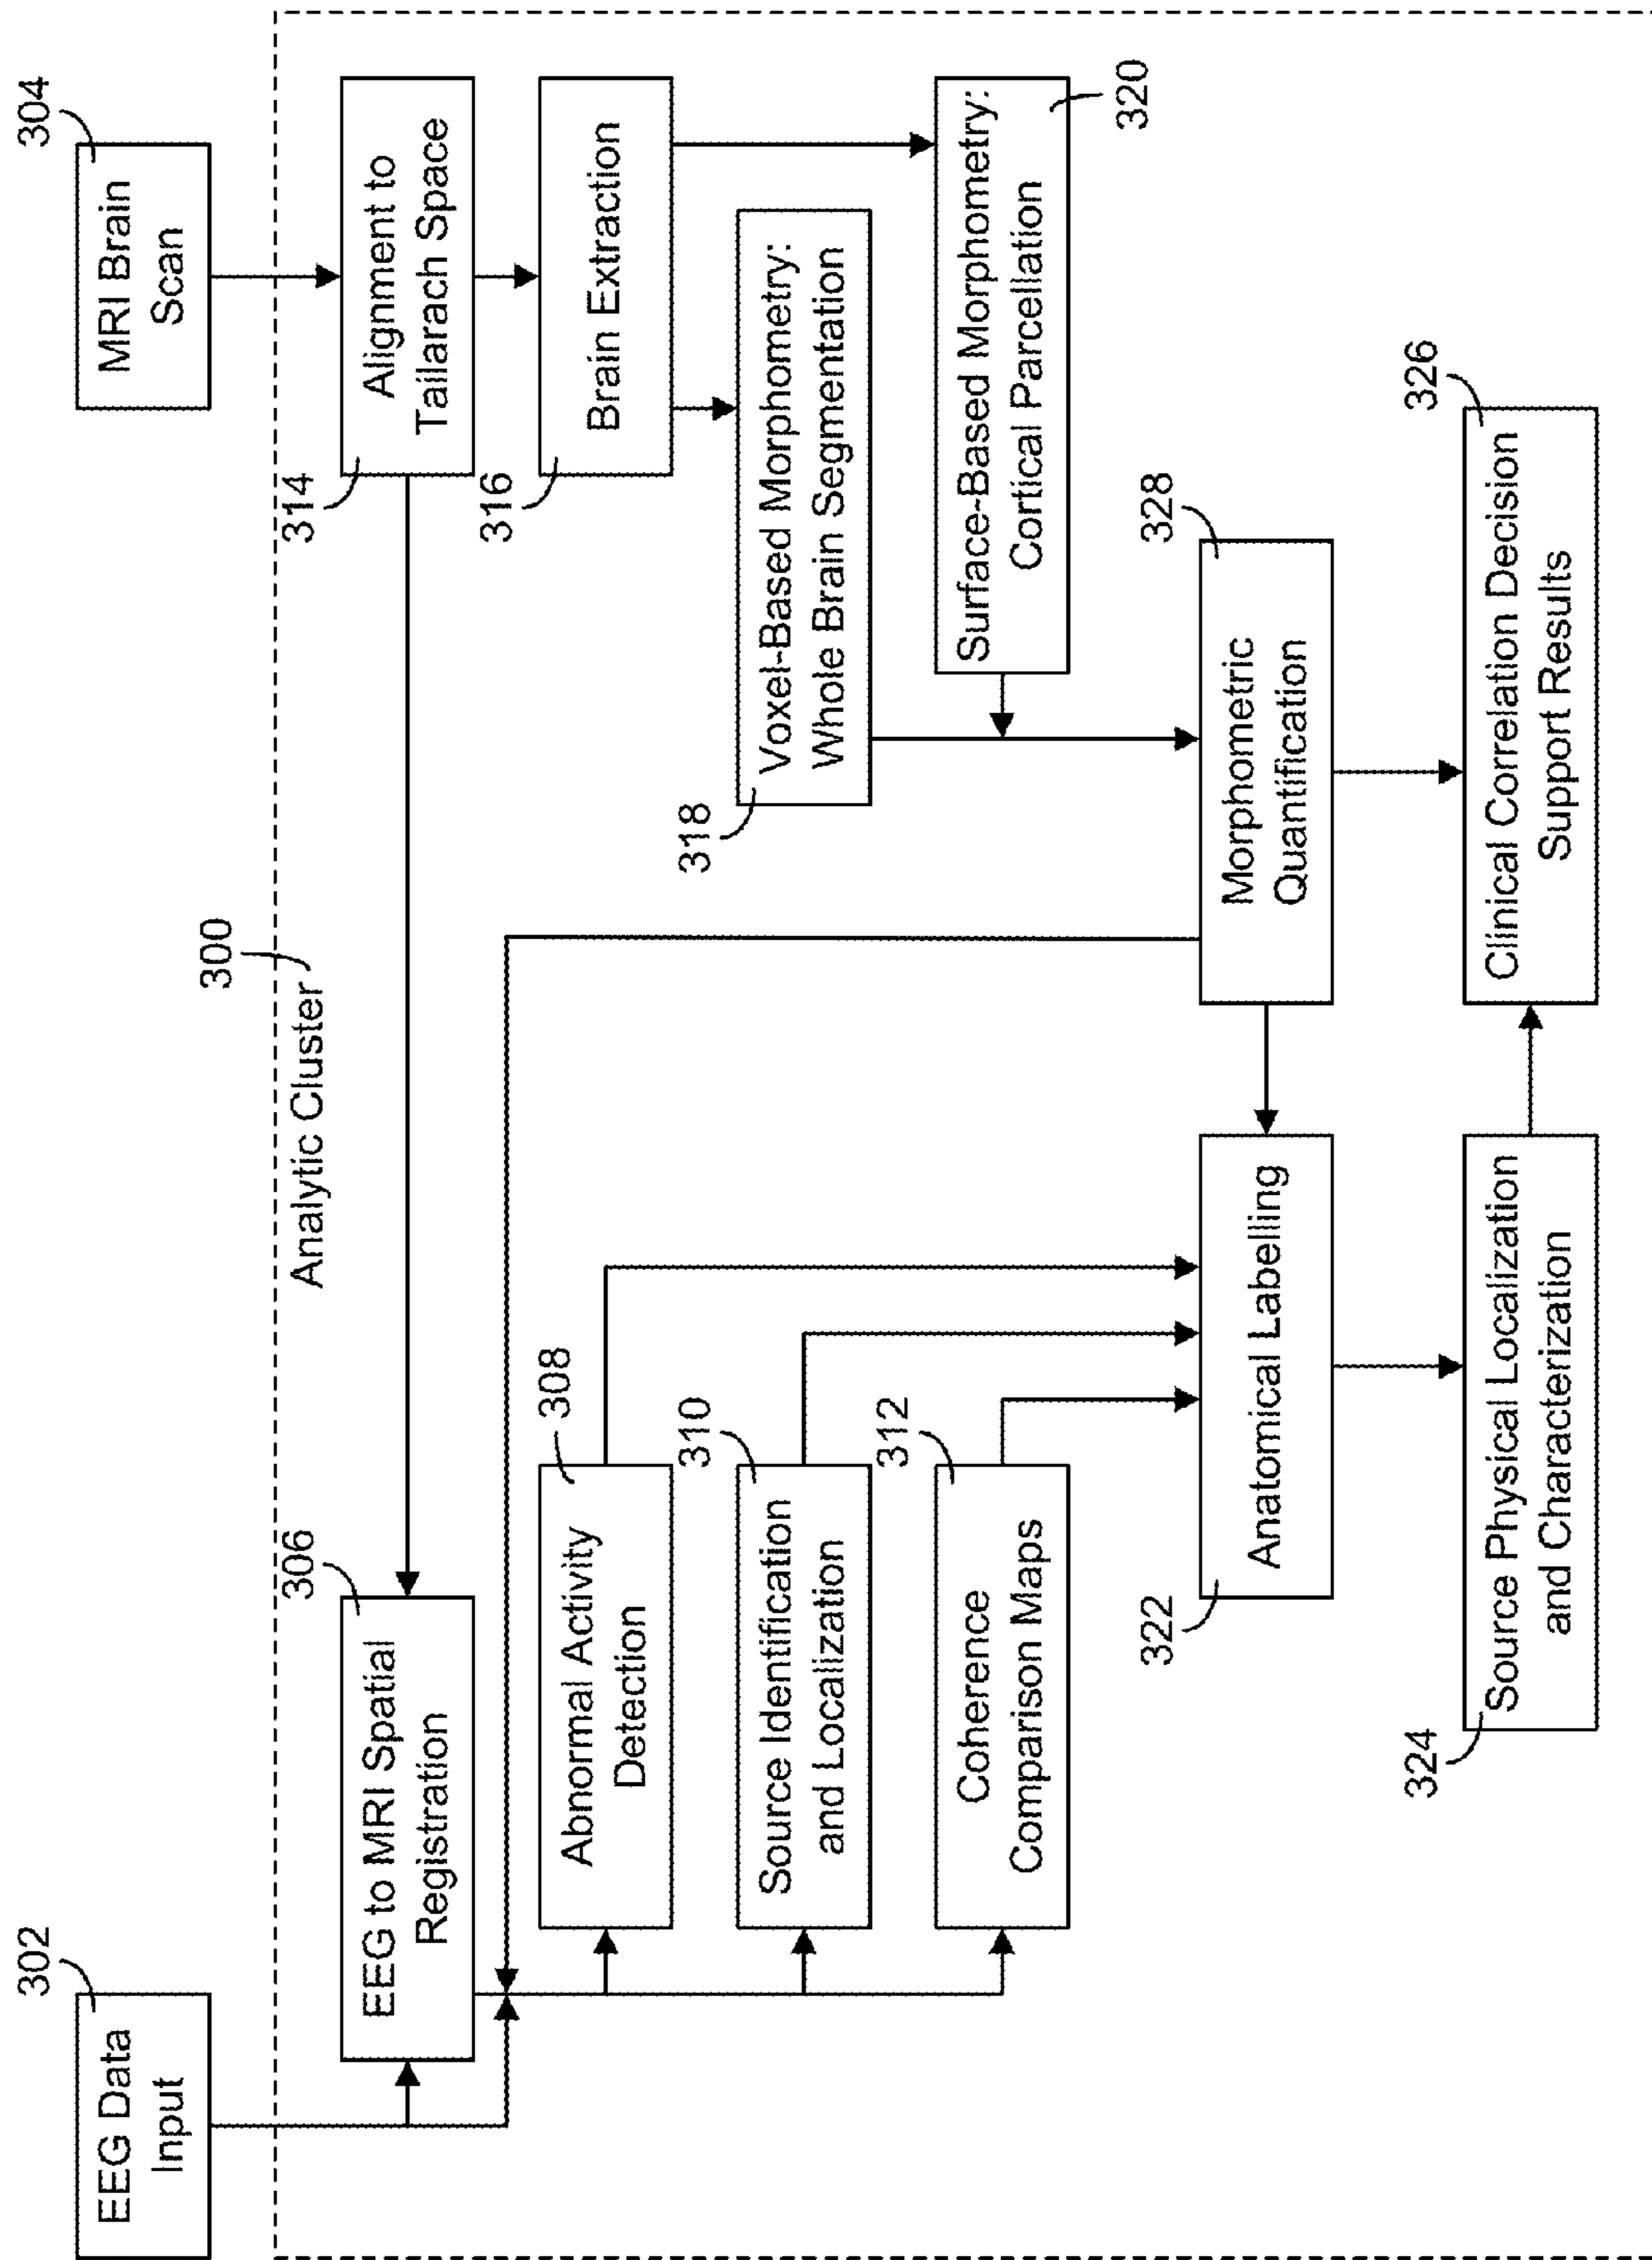 302
EEG Data
Input
304
MRI Brain
Scan
300
Analytic Cluster
306
EEG to MRI Spatial
Registration
314
Alignment to
Tailarach Space
308
Abnormal Activity
Detection
316
Brain Extraction
310
Source Identification
and Localization
318
Voxel-Based Morphometry:
Whole Brain Segmentation
312
Coherence
Comparison Maps
Surface-Based Morphometry:
Cortical Parcellation
320
322
Anatomical Labelling
328
Morphometric
Quantification
324
Source Physical Localization
and Characterization
326
Clinical Correlation Decision
Support Results